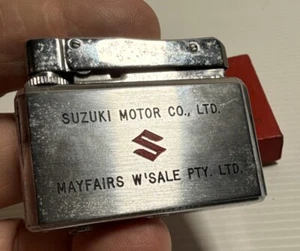 SUZUKI MOTOR CO., LTD.
MAYFAIRS W'SALE PTY. LTD.